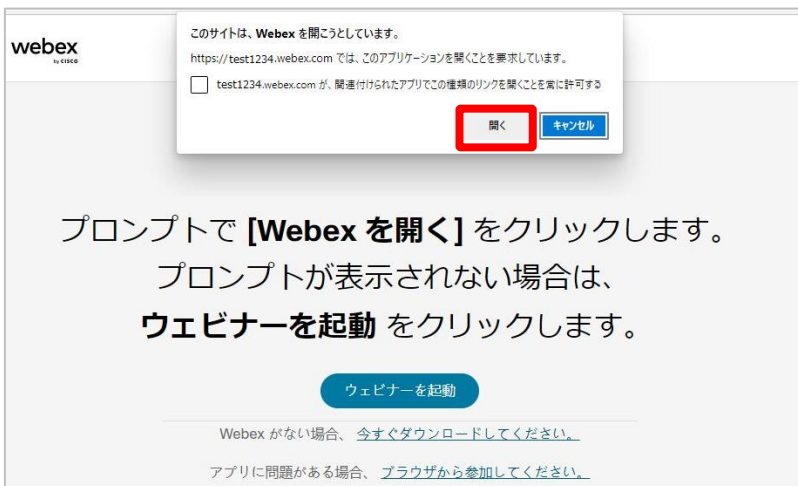 webex
by CISCO
このサイトは、Webex を開こうとしています。
https://test1234.webex.com では、このアプリケーションを開くことを要求しています。
test1234.webex.com が、関連付けられたアプリでこの種類のリンクを開くことを常に許可する
開く
キャンセル
プロンプトで [Webex を開く] をクリックします。
プロンプトが表示されない場合は、
ウェビナーを起動 をクリックします。
ウェビナーを起動
Webex がない場合、 今すぐダウンロードしてください。
アプリに問題がある場合、 ブラウザから参加してください。